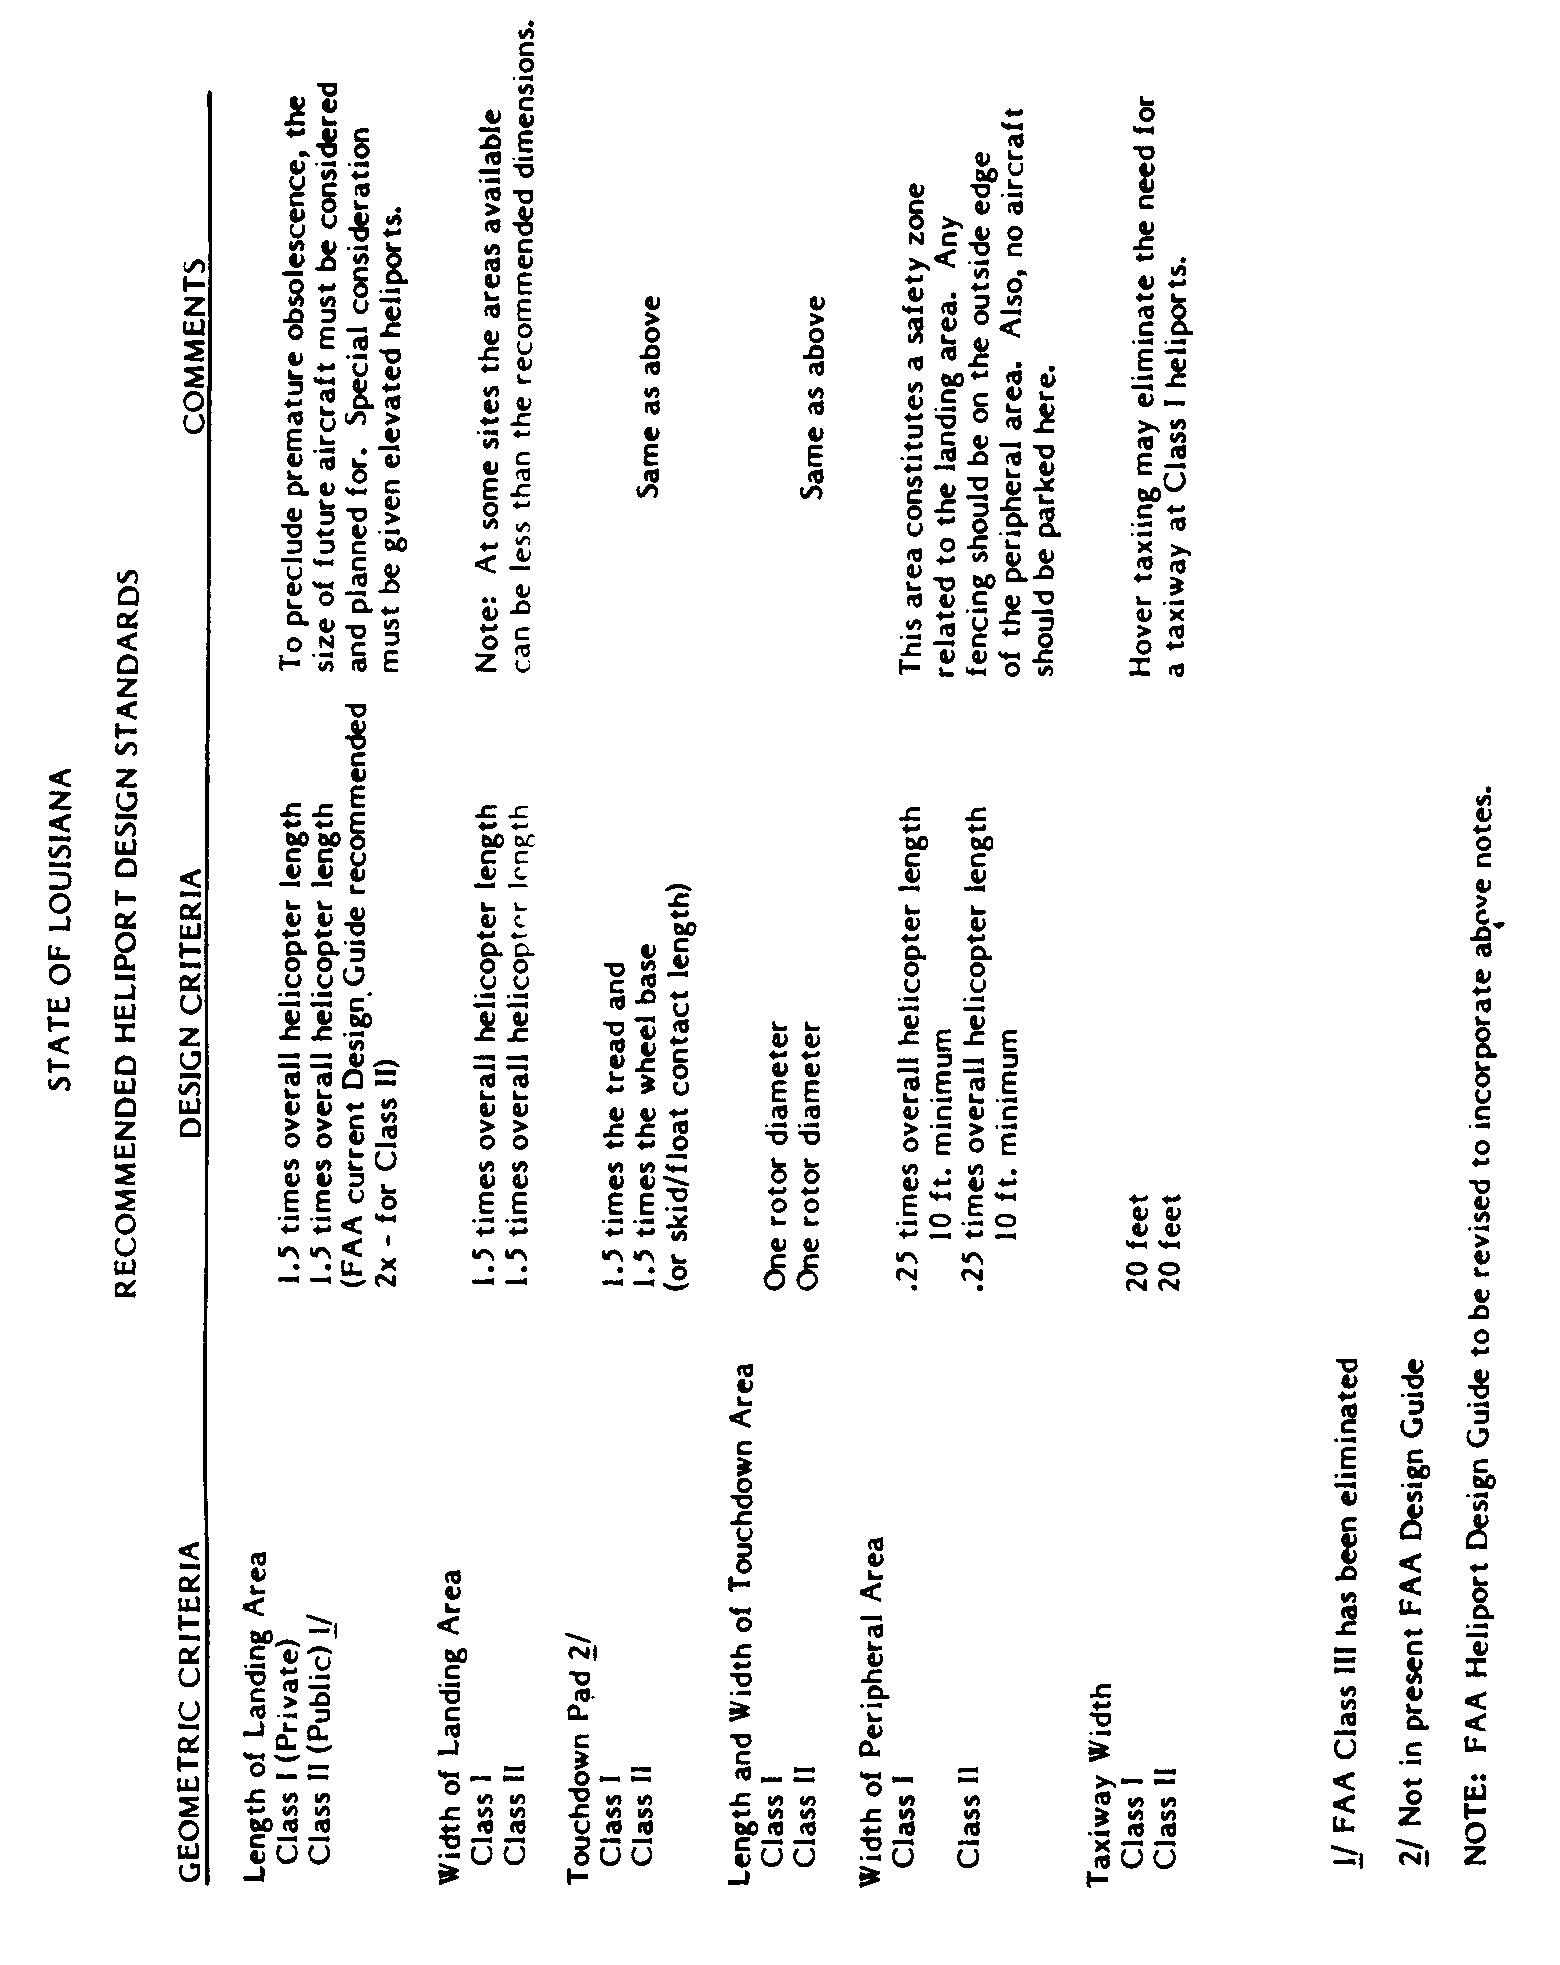 STATE OF LOUISIANA
RECOMMENDED HELIPORT DESIGN STANDARDS
GEOMETRIC CRITERIA DESIGN CRITERIA COMMENTS
Length of Landing Area
Class I (Private) 1.5 times overall helicopter length To preclude premature obsolescence, the
Class II (Public) 1/ 1.5 times overall helicopter length size of future aircraft must be considered
(FAA current Design Guide recommended and planned for. Special consideration
2x - for Class II) must be given elevated heliports.
Width of Landing Area
Class I 1.5 times overall helicopter length Note: At some sites the areas available
Class II 1.5 times overall helicopter length can be less than the recommended dimensions.
Touchdown Pad 2/
Class I 1.5 times the tread and
Class II 1.5 times the wheel base Same as above
(or skid/float contact length)
Length and Width of Touchdown Area
Class I One rotor diameter
Class II One rotor diameter Same as above
Width of Peripheral Area
Class I .25 times overall helicopter length This area constitutes a safety zone
10 ft. minimum related to the landing area. Any
Class II .25 times overall helicopter length fencing should be on the outside edge
10 ft. minimum of the peripheral area. Also, no aircraft
should be parked here.
Taxiway Width
Class I 20 feet Hover taxiing may eliminate the need for
Class II 20 feet a taxiway at Class I heliports.
1/ FAA Class III has been eliminated
2/ Not in present FAA Design Guide
NOTE: FAA Heliport Design Guide to be revised to incorporate above notes.